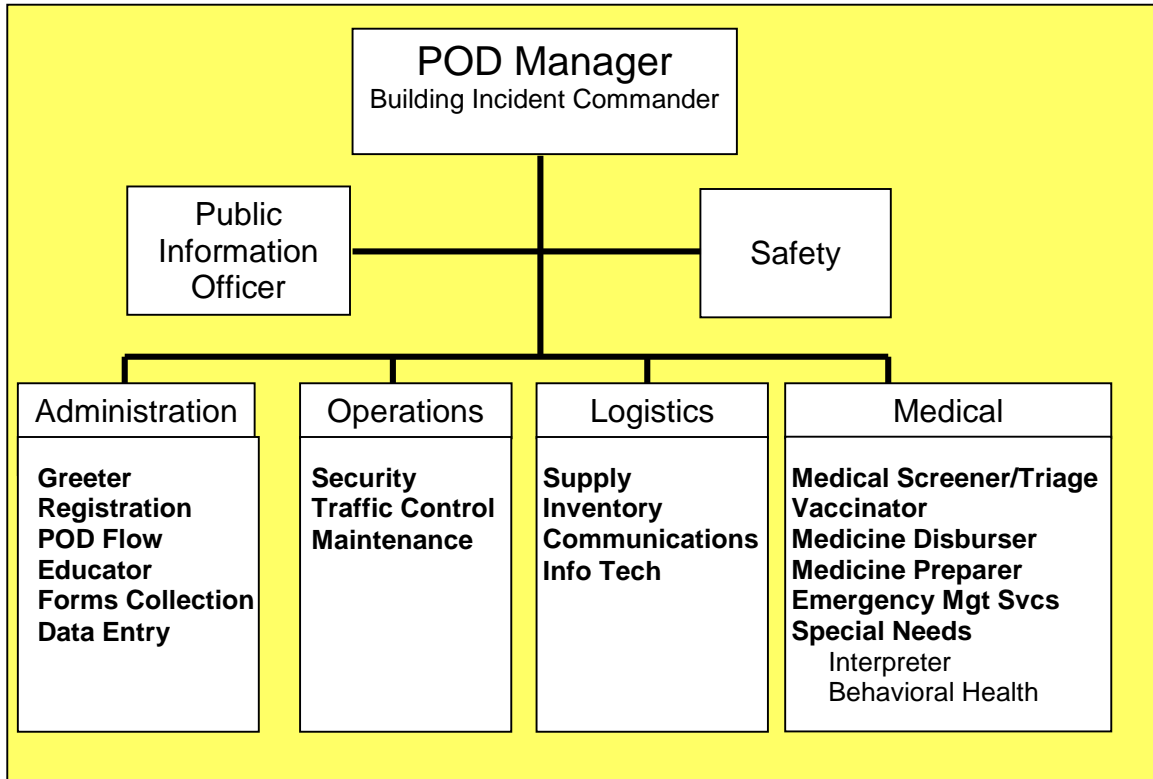 POD Manager
Building Incident Commander
Public
Information
Officer
Safety
Administration
Greeter
Registration
POD Flow
Educator
Forms Collection
Data Entry
Operations
Security
Traffic Control
Maintenance
Logistics
Supply
Inventory
Communications
Info Tech
Medical
Medical Screener/Triage
Vaccinator
Medicine Disburser
Medicine Preparer
Emergency Mgt Svcs
Special Needs
Interpreter
Behavioral Health